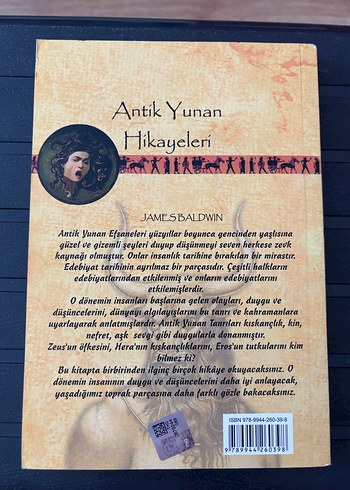 Antik Yunan
Hikayeleri
JAMES BALDWIN
Antik Yunan Efsaneleri yüzyıllar boyunca gencinden yaşlısına
güzel ve gizemli şeyleri duyup düşünmeyi seven herkese zevk
kaynağı olmuştur. Onlar insanlık tarihine bırakılan bir mirastır.
Edebiyat tarihinin ayrılmaz bir parçasıdır. Çeşitli halkların
edebiyatlarından etkilenmiş ve onların edebiyatlarını
etkilemişlerdir.
O dönemin insanları başlarına gelen olayları, duygu ve
düşüncelerini, dünyayı algılayışlarını bu tanrı ve kahramanlara
uyarlayarak anlatmışlardır. Antik Yunan Tanrıları kıskançlık, kin,
nefret, aşk sevgi gibi duygularla donanmıştır.
Zeus'un öfkesini, Hera'nın kıskançlıklarını, Eros'un tutkularını kim
bilmez ki?
Bu kitapta birbirinden ilginç birçok hikâye okuyacaksınız. O
dönemin insanının duygu ve düşüncelerini daha iyi anlayacak,
yaşadığımız toprak parçasına daha farklı gözle bakacaksınız.
ISBN 978-9944-260-39-8
9 789944 260398